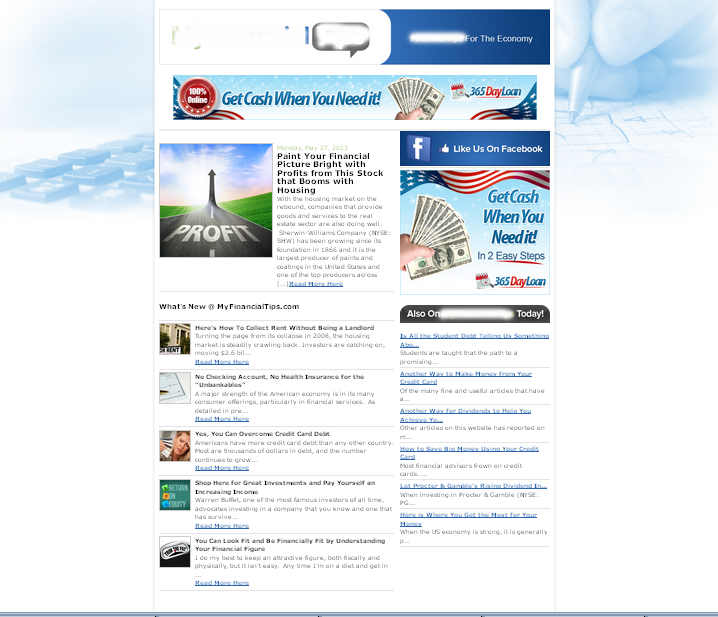 For The Economy
100%
Online
Get Cash When You Need it!
365DayLoan
Monday, May 27, 2013
Paint Your Financial
Picture Bright with
Profits from This Stock
that Booms with
Housing
With the housing market on the
rebound, companies that provide
goods and services to the real
estate sector are also doing well.
Sherwin-Williams Company (NYSE:
SHW) has been growing since its
foundation in 1866 and it is the
largest producer of paints and
coatings in the United States and
one of the top producers across
[...]Read More Here
PROFIT
What's New @ MyFinancialTips.com
Here's How To Collect Rent Without Being a Landlord
Turning the page from its collapse in 2008, the housing
market is steadily crawling back. Investors are catching on,
moving $2.6 bil...
Read More Here
FOR RENT
No Checking Account, No Health Insurance for the
"Unbankables"
A major strength of the American economy is in its many
consumer offerings, particularly in financial services. As
detailed in pre...
Read More Here
Yes, You Can Overcome Credit Card Debt
Americans have more credit card debt than any other country.
Most are thousands of dollars in debt, and the number
continues to grow...
Read More Here
Shop Here for Great Investments and Pay Yourself an
Increasing Income
Warren Buffet, one of the most famous investors of all time,
advocates investing in a company that you know and one that
has survive...
Read More Here
RETURN
ON
EQUITY
You Can Look Fit and Be Financially Fit by Understanding
Your Financial Figure
I do my best to keep an attractive figure, both fiscally and
physically, but it isn't easy. Any time I'm on a diet and get in
...
Read More Here
Like Us On Facebook
Get Cash
When You
Need it!
In 2 Easy Steps
365DayLoan
Also On Today!
Is All the Student Debt Telling Us Something
Abo...
Students are taught that the path to a
promising...
Another Way to Make Money from Your
Credit Card
Of the many fine and useful articles that have
a...
Another Way for Dividends to Help You
Achieve Yo...
Other articles on this website has reported on
m...
How to Save Big Money Using Your Credit
Card
Most financial advisors frown on credit
cards. ...
Let Procter & Gamble's Rising Dividend In...
When investing in Procter & Gamble (NYSE:
PG...
Here is Where You Get the Most for Your
Money
When the US economy is strong, it is generally
p...